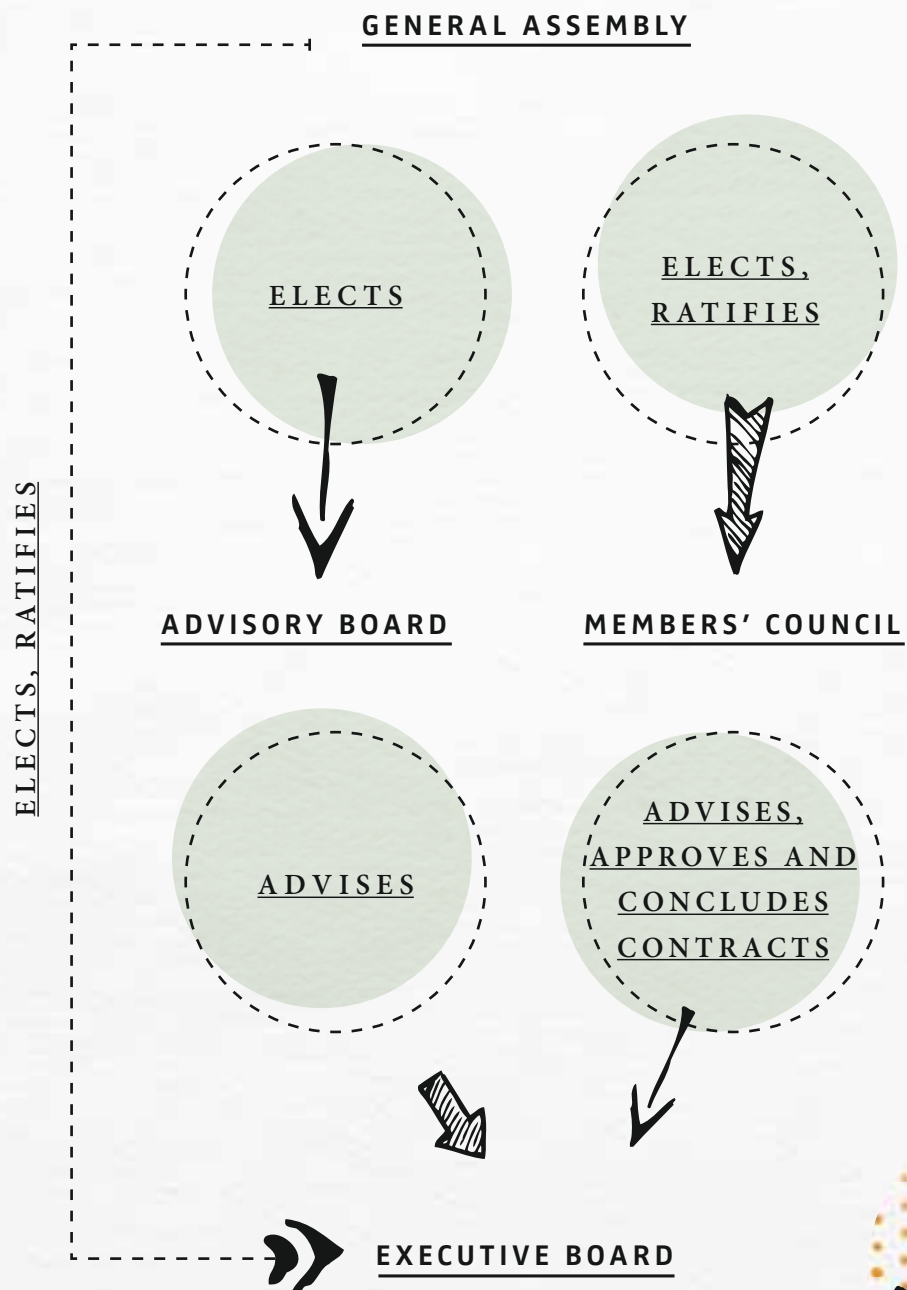 GENERAL ASSEMBLY
ELECTS
ELECTS,
RATIFIES
ELECTS, RATIFIES
ADVISORY BOARD
MEMBERS’ COUNCIL
ADVISES
ADVISES,
APPROVES AND
CONCLUDES
CONTRACTS
EXECUTIVE BOARD